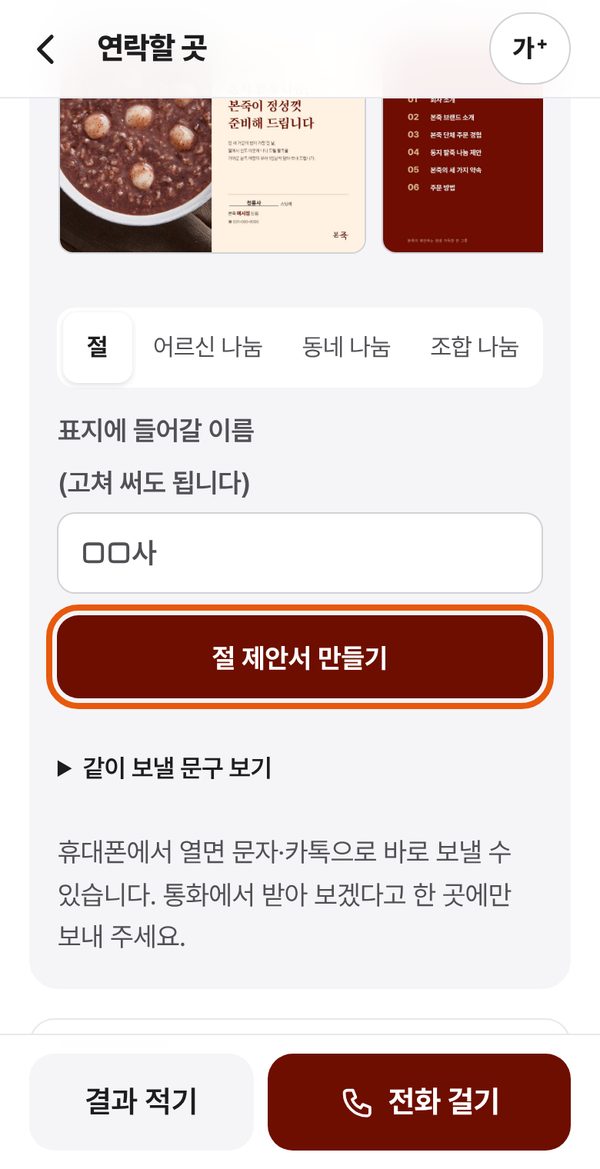 연락할 곳
가+
본죽이 정성껏
준비해 드립니다
정릉사
본죽
01 회사 소개
02 본죽 브랜드 소개
03 본죽 단체 주문 경험
04 동지 팥죽 나눔 제안
05 본죽의 세 가지 약속
06 주문 방법
절 어르신 나눔 동네 나눔 조합 나눔
표지에 들어갈 이름
(고쳐 써도 됩니다)
□□사
절 제안서 만들기
▶ 같이 보낼 문구 보기
휴대폰에서 열면 문자·카톡으로 바로 보낼 수
있습니다. 통화에서 받아 보겠다고 한 곳에만
보내 주세요.
결과 적기
전화 걸기